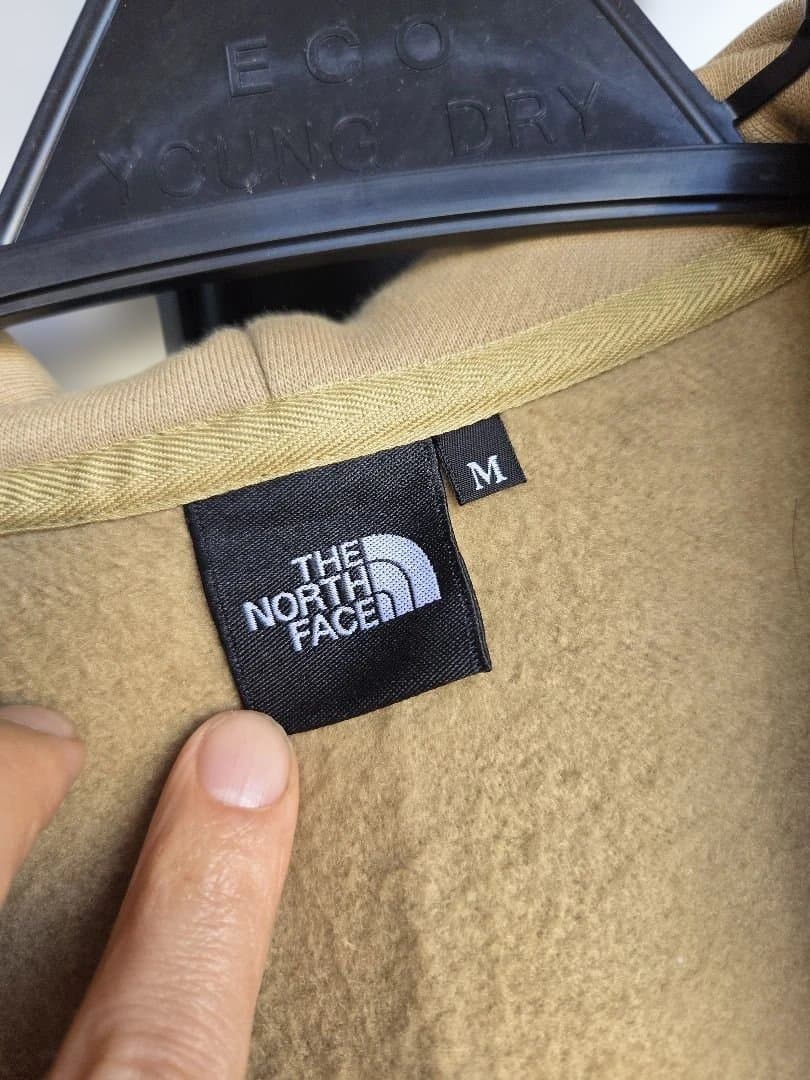 ECO
YOUNG DRY
M
THE
NORTH
FACE